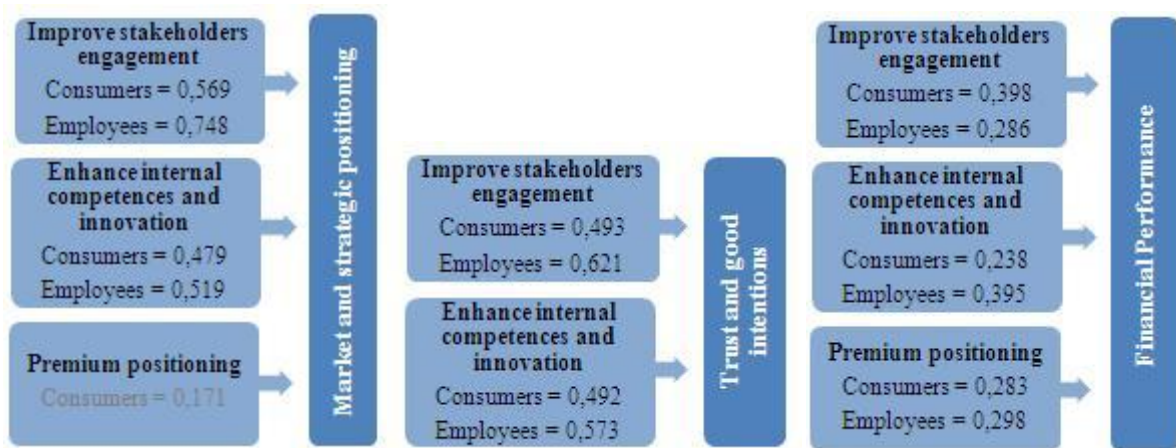 Improve stakeholders
engagement
Consumers = 0,569
Employees = 0,748
Enhance internal
competences and
innovation
Consumers = 0,479
Employees = 0,519
Premium positioning
Consumers = 0,171
Market and strategic positioning
Improve stakeholders
engagement
Consumers = 0,493
Employees = 0,621
Enhance internal
competences and
innovation
Consumers = 0,492
Employees = 0,573
Trust and good
intentions
Improve stakeholders
engagement
Consumers = 0,398
Employees = 0,286
Enhance internal
competences and
innovation
Consumers = 0,238
Employees = 0,395
Premium positioning
Consumers = 0,283
Employees = 0,298
Financial Performance